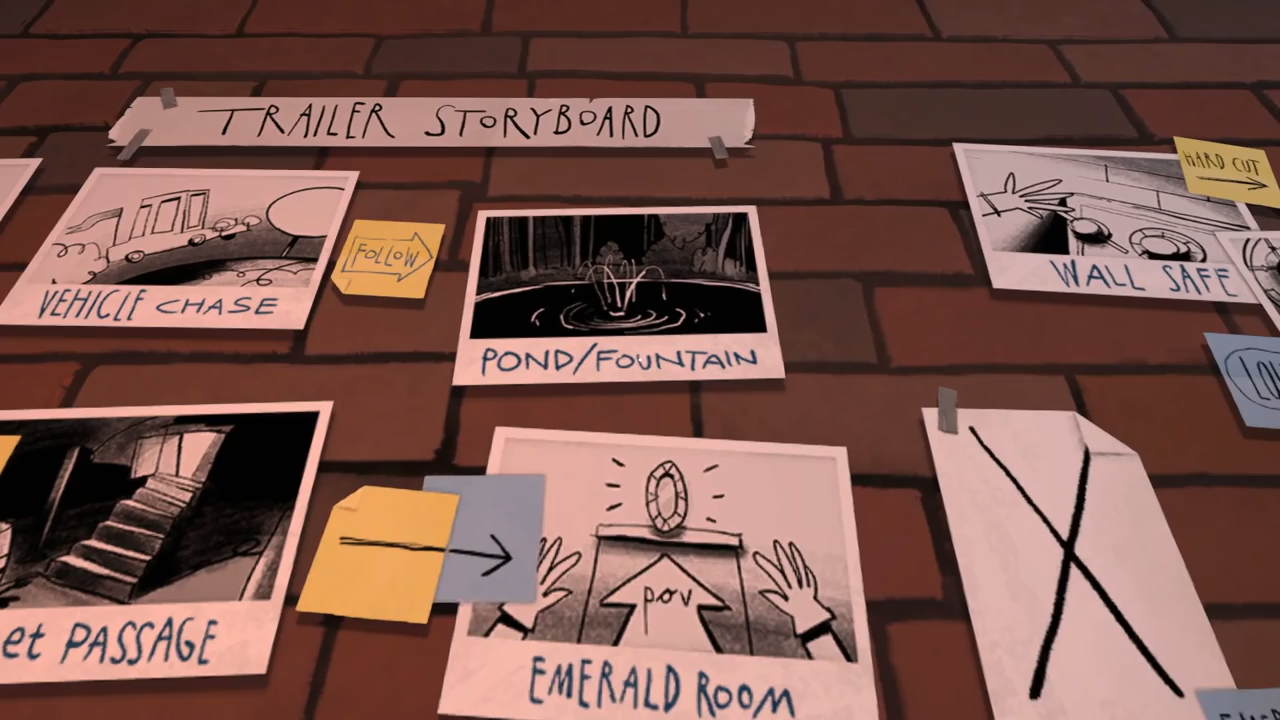 TRAILER STORYBOARD
VEHICLE CHASE
FOLLOW
POND/FOUNTAIN
WALL SAFE
HARD CUT
et PASSAGE
pov
EMERALD ROOM